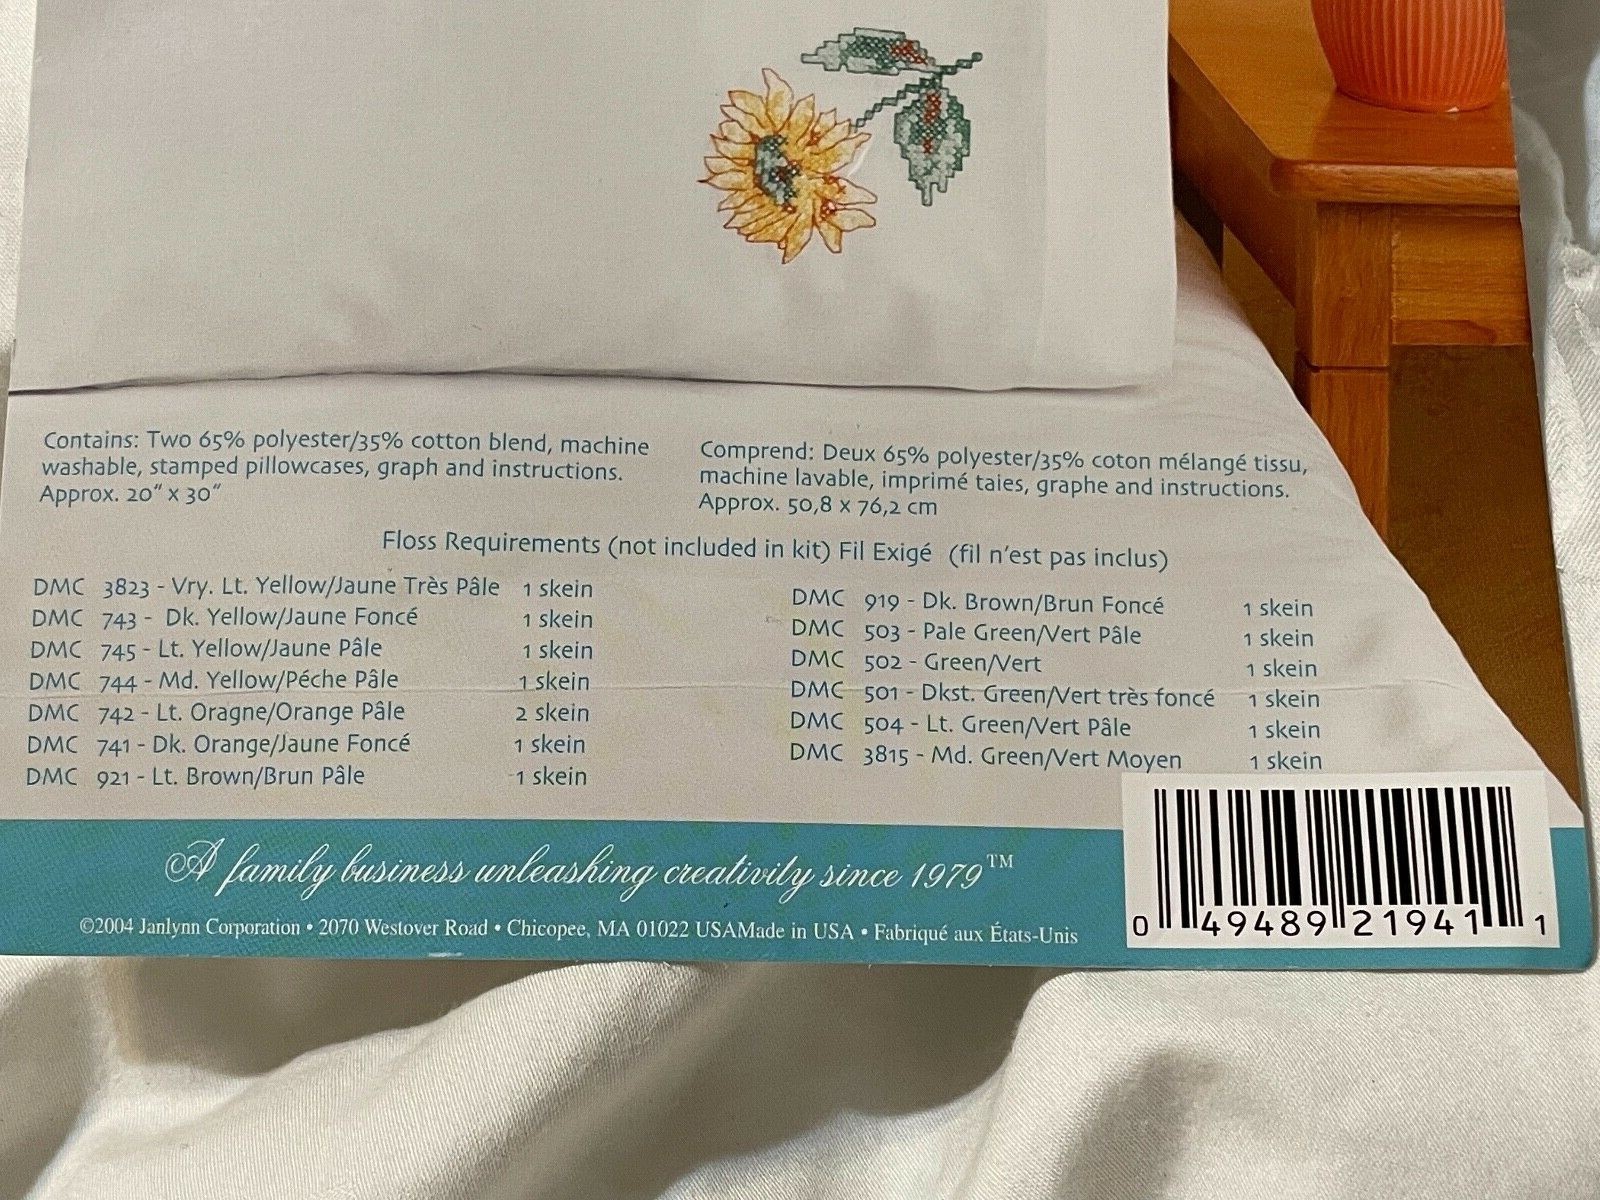 Contains: Two 65% polyester/35% cotton blend, machine
washable, stamped pillowcases, graph and instructions.
Approx. 20" x 30"
Comprend: Deux 65% polyester/35% coton mélangé tissu,
machine lavable, imprimé taies, graphe and instructions.
Approx. 50,8 x 76,2 cm
Floss Requirements (not included in kit) Fil Exigé (fil n'est pas inclus)
DMC 3823 - Vry. Lt. Yellow/Jaune Très Pâle 1 skein
DMC 743 - Dk. Yellow/Jaune Foncé 1 skein
DMC 745 - Lt. Yellow/Jaune Pâle 1 skein
DMC 744 - Md. Yellow/Péche Pâle 1 skein
DMC 742 - Lt. Oragne/Orange Pâle 2 skein
DMC 741 - Dk. Orange/Jaune Foncé 1 skein
DMC 921 - Lt. Brown/Brun Pâle 1 skein
DMC 919 - Dk. Brown/Brun Foncé 1 skein
DMC 503 - Pale Green/Vert Pâle 1 skein
DMC 502 - Green/Vert 1 skein
DMC 501 - Dkst. Green/Vert très foncé 1 skein
DMC 504 - Lt. Green/Vert Pâle 1 skein
DMC 3815 - Md. Green/Vert Moyen 1 skein
A family business unleashing creativity since 1979™
©2004 Janlynn Corporation • 2070 Westover Road • Chicopee, MA 01022 USAMade in USA • Fabriqué aux États-Unis
0 49489 21941 1